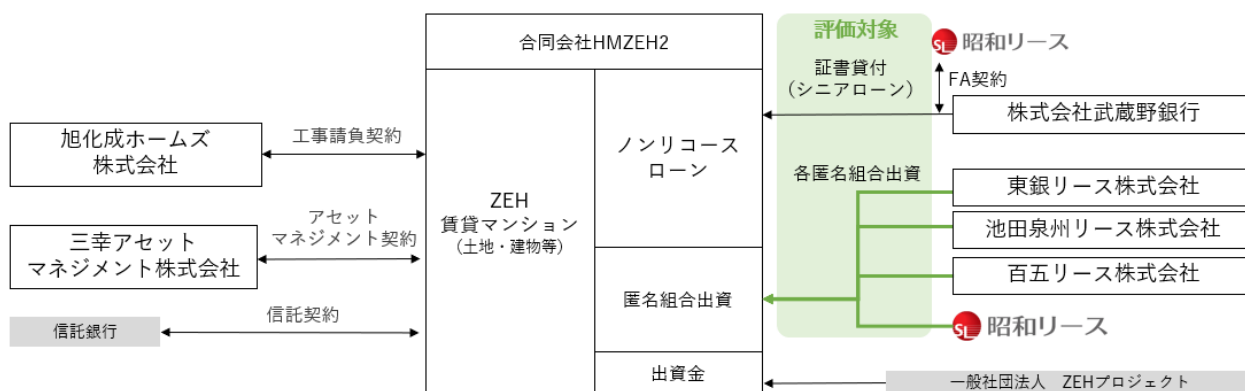 合同会社HMZEH2
評価対象
SL 昭和リース
証書貸付
（シニアローン）
FA契約
株式会社武蔵野銀行
旭化成ホームズ
株式会社
工事請負契約
ノンリコース
ローン
各匿名組合出資
東銀リース株式会社
ZEH
賃貸マンション
（土地・建物等）
アセット
マネジメント契約
池田泉州リース株式会社
三幸アセット
マネジメント株式会社
百五リース株式会社
匿名組合出資
信託契約
信託銀行
SL 昭和リース
出資金
一般社団法人　ZEHプロジェクト